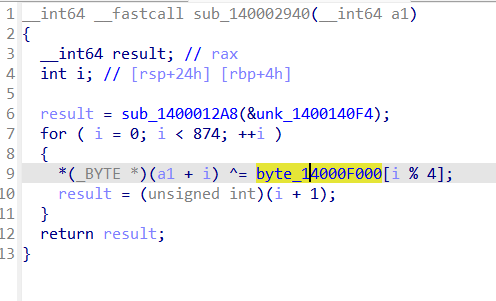 1 __int64 __fastcall sub_140002940(__int64 a1)
2 {
3   __int64 result; // rax
4   int i; // [rsp+24h] [rbp+4h]
5
6   result = sub_1400012A8(&unk_1400140F4);
7   for ( i = 0; i < 874; ++i )
8   {
9     *(_BYTE *)(a1 + i) ^= byte_14000F000[i % 4];
10     result = (unsigned int)(i + 1);
11   }
12   return result;
13 }